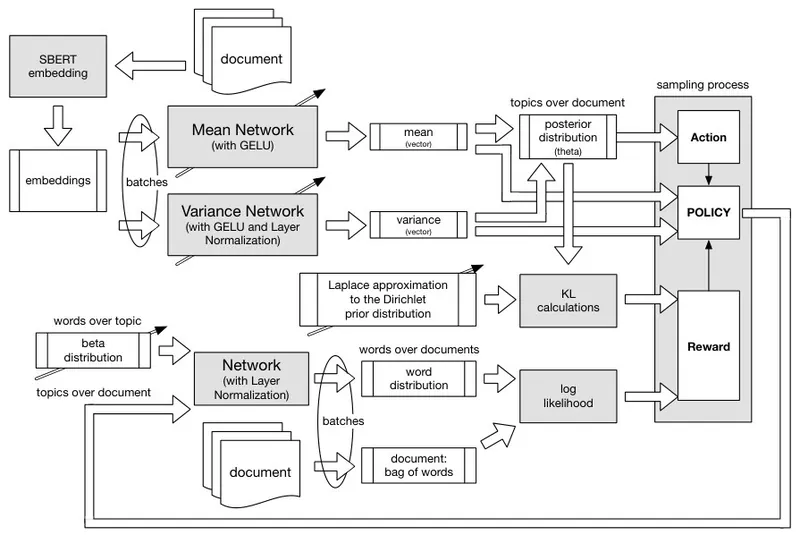 SBERT
embedding
document
embeddings
batches
Mean Network
(with GELU)
Variance Network
(with GELU and Layer
Normalization)
mean
(vector)
variance
(vector)
topics over document
posterior
distribution
(theta)
sampling process
Action
POLICY
Reward
Laplace approximation
to the Dirichlet
prior distribution
KL
calculations
words over topic
beta
distribution
topics over document
Network
(with Layer
Normalization)
words over documents
word
distribution
batches
document
document:
bag of words
log
likelihood